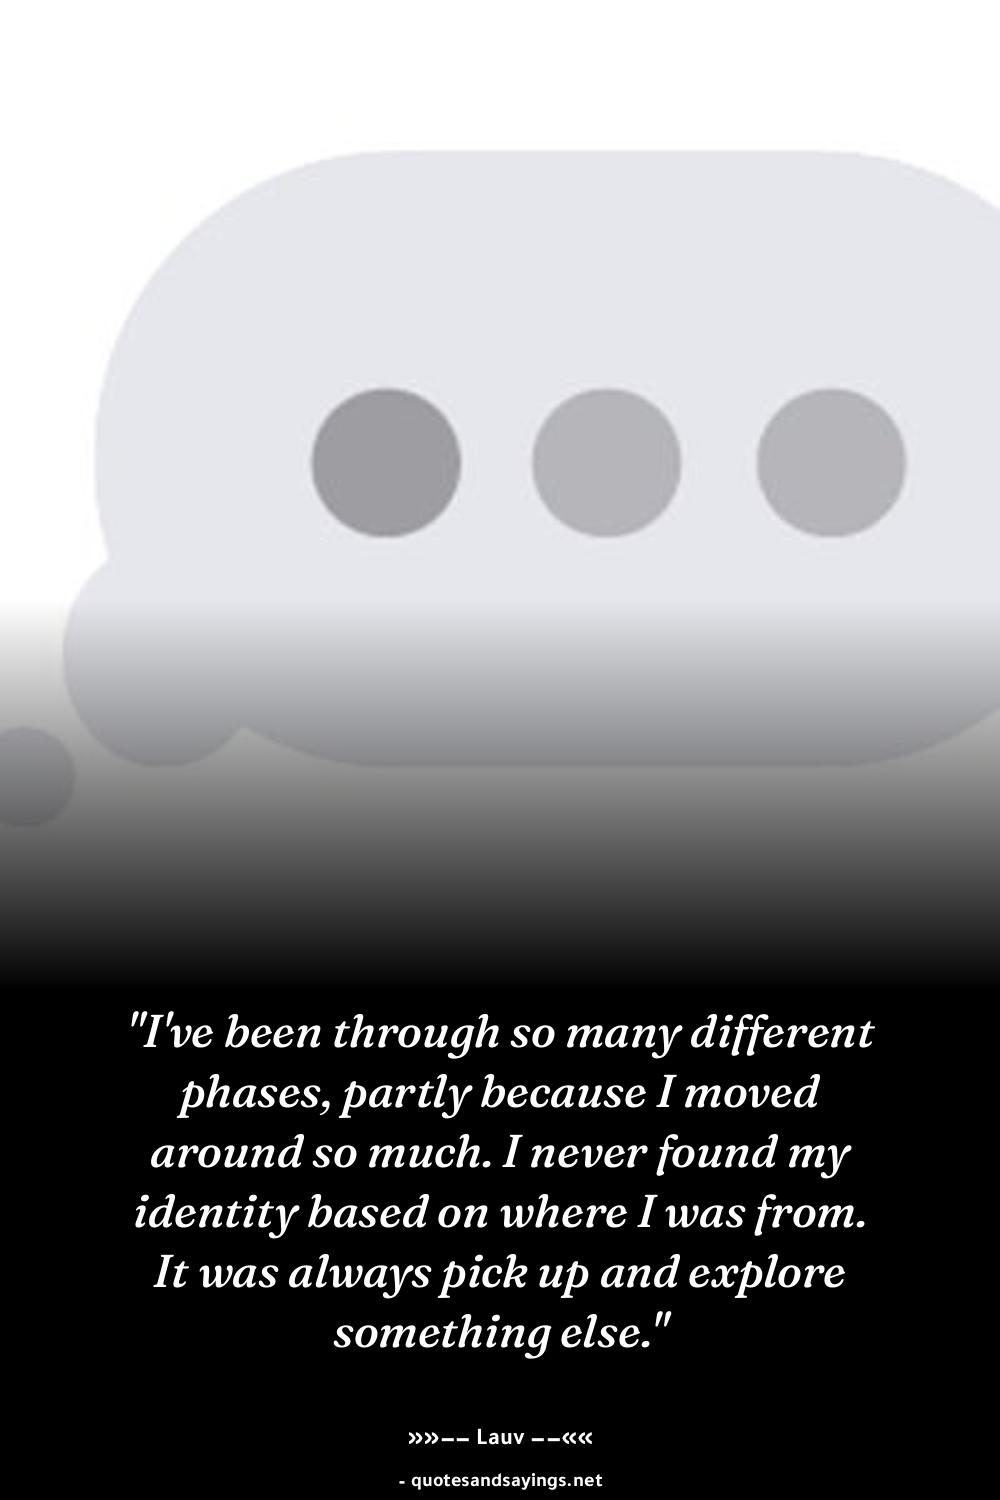 "I've been through so many different
phases, partly because I moved
around so much. I never found my
identity based on where I was from.
It was always pick up and explore
something else."
»»–– Lauv ––««
- quotesandsayings.net